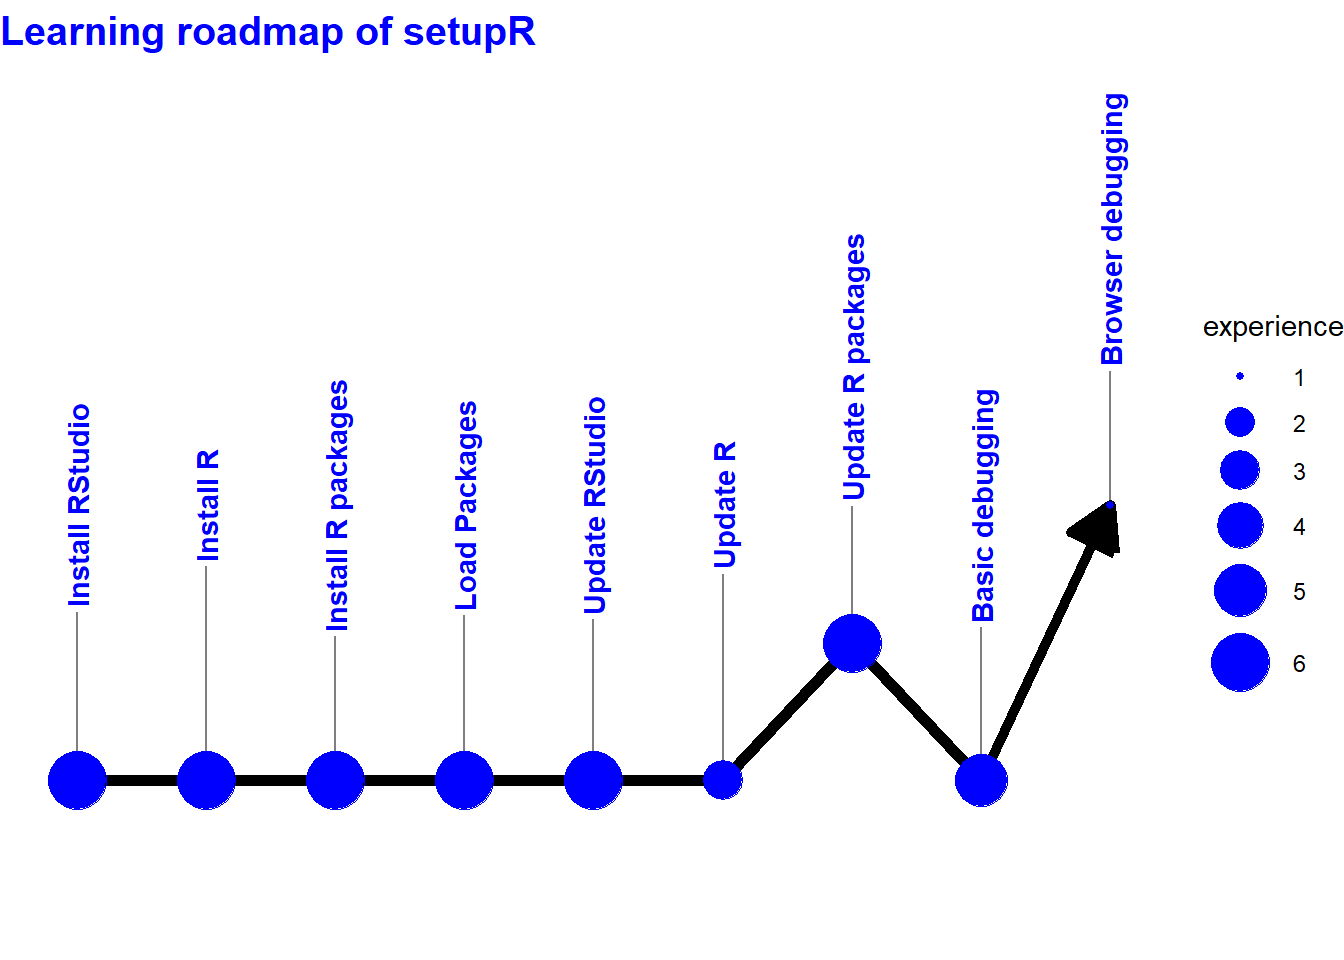 Learning roadmap of setupR
Install RStudio
Install R
Install R packages
Load Packages
Update RStudio
Update R
Update R packages
Basic debugging
Browser debugging
experience
1
2
3
4
5
6